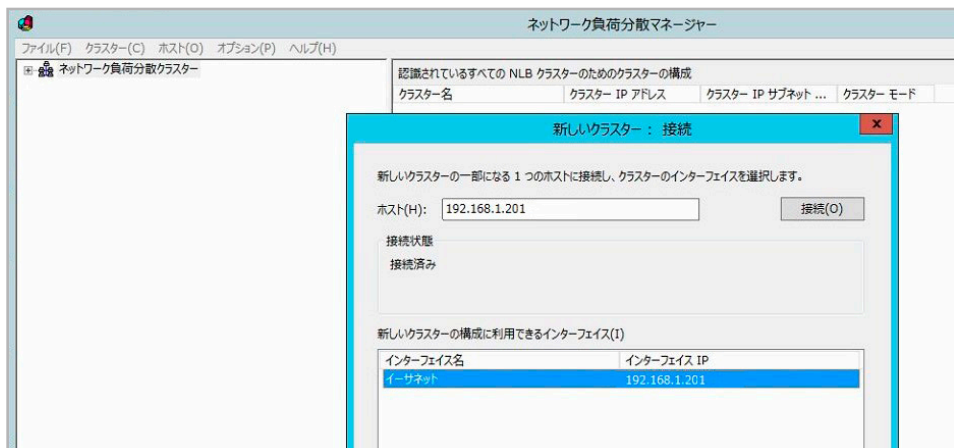 ネットワーク負荷分散マネージャー
ファイル(F) クラスター(C) ホスト(O) オプション(P) ヘルプ(H)
ネットワーク負荷分散クラスター
認識されているすべての NLB クラスターのためのクラスターの構成
クラスター名 クラスター IP アドレス クラスター IP サブネット ... クラスター モード
新しいクラスター : 接続
x
新しいクラスターの一部になる 1 つのホストに接続し、クラスターのインターフェイスを選択します。
ホスト(H): 192.168.1.201 接続(O)
接続状態
接続済み
新しいクラスターの構成に利用できるインターフェイス(I)
インターフェイス名 インターフェイス IP
イーサネット 192.168.1.201